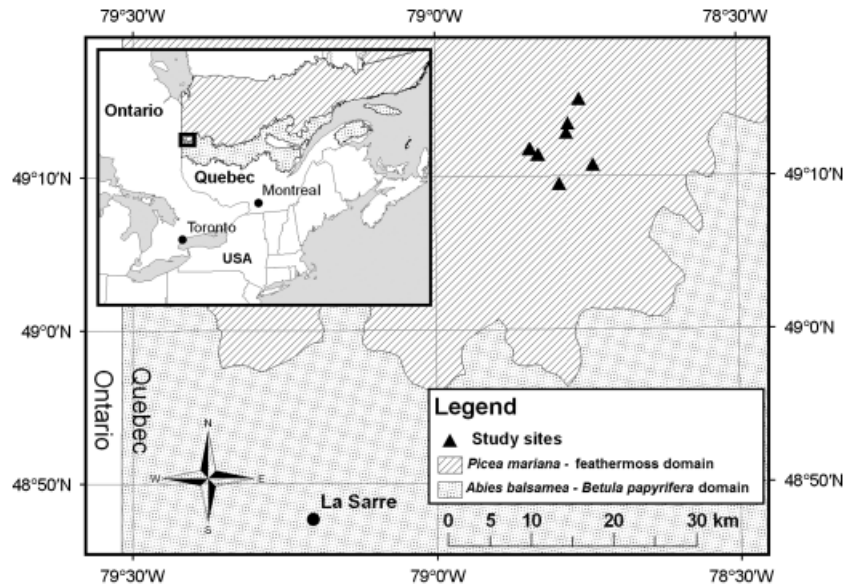 79°30'W 79°0'W 78°30'W
Ontario
Quebec
Montreal
Toronto
USA
49°10'N 49°10'N
49°0'N 49°0'N
Ontario
Quebec
N
W E
S
La Sarre
Legend
Study sites
Picea mariana - feathermoss domain
Abies balsamea - Betula papyrifera domain
0 5 10 20 30 km
48°50'N 48°50'N
79°30'W 79°0'W 78°30'W